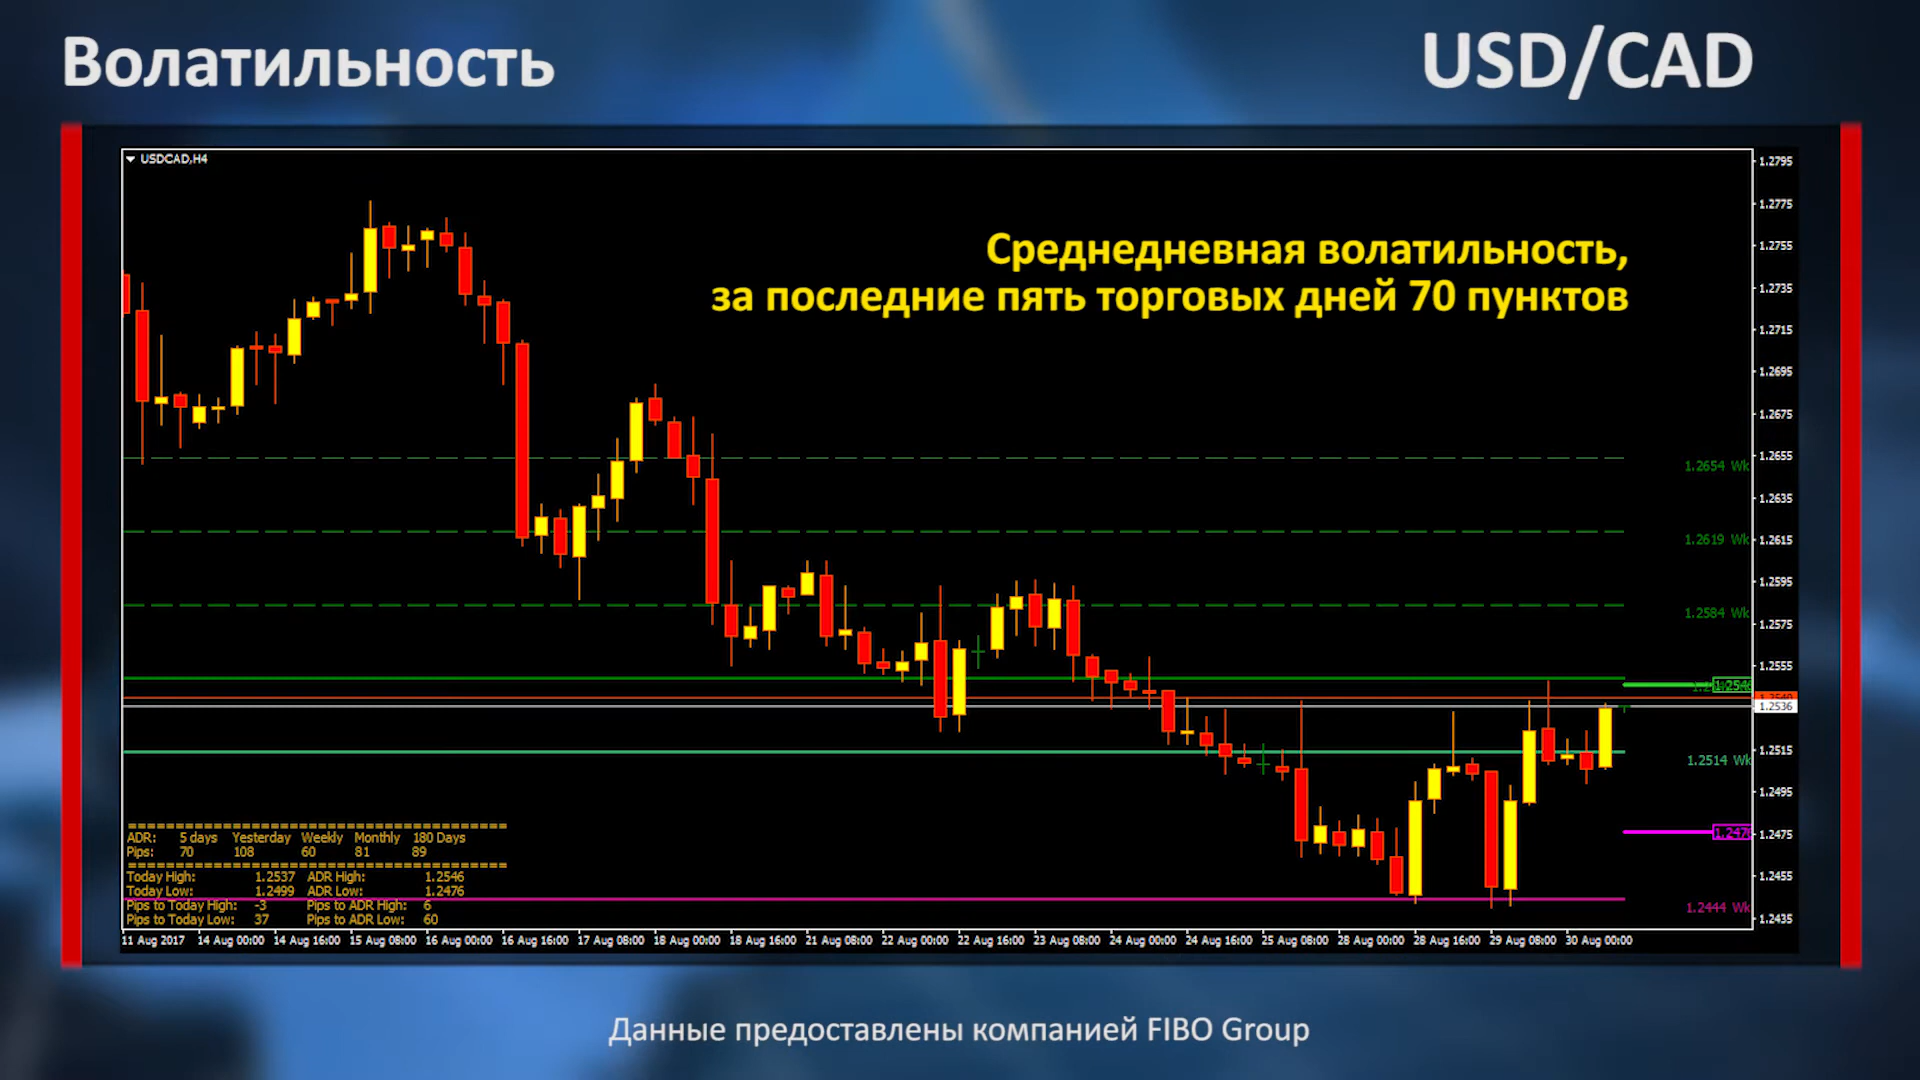 Волатильность
USD/CAD
USDCAD,H4
Среднедневная волатильность,
за последние пять торговых дней 70 пунктов
1.2795
1.2775
1.2755
1.2735
1.2715
1.2695
1.2675
1.2655
1.2654 Wk
1.2635
1.2619 Wk
1.2615
1.2595
1.2584 Wk
1.2575
1.2555
1.2546
1.2536
1.2515
1.2514 Wk
1.2495
1.2475
1.2455
1.2444 Wk
1.2435
ADR: 5 days Yesterday Weekly Monthly 180 Days
Pips: 70 108 60 81 89
Today High: 1.2537 ADR High: 1.2546
Today Low: 1.2499 ADR Low: 1.2476
Pips to Today High: -3 Pips to ADR High: 6
Pips to Today Low: 37 Pips to ADR Low: 60
11 Aug 2017 14 Aug 00:00 14 Aug 16:00 15 Aug 08:00 16 Aug 00:00 16 Aug 16:00 17 Aug 08:00 18 Aug 00:00 18 Aug 16:00 21 Aug 08:00 22 Aug 00:00 22 Aug 16:00 23 Aug 08:00 24 Aug 00:00 24 Aug 16:00 25 Aug 08:00 28 Aug 00:00 28 Aug 16:00 29 Aug 08:00 30 Aug 00:00
Данные предоставлены компанией FIBO Group